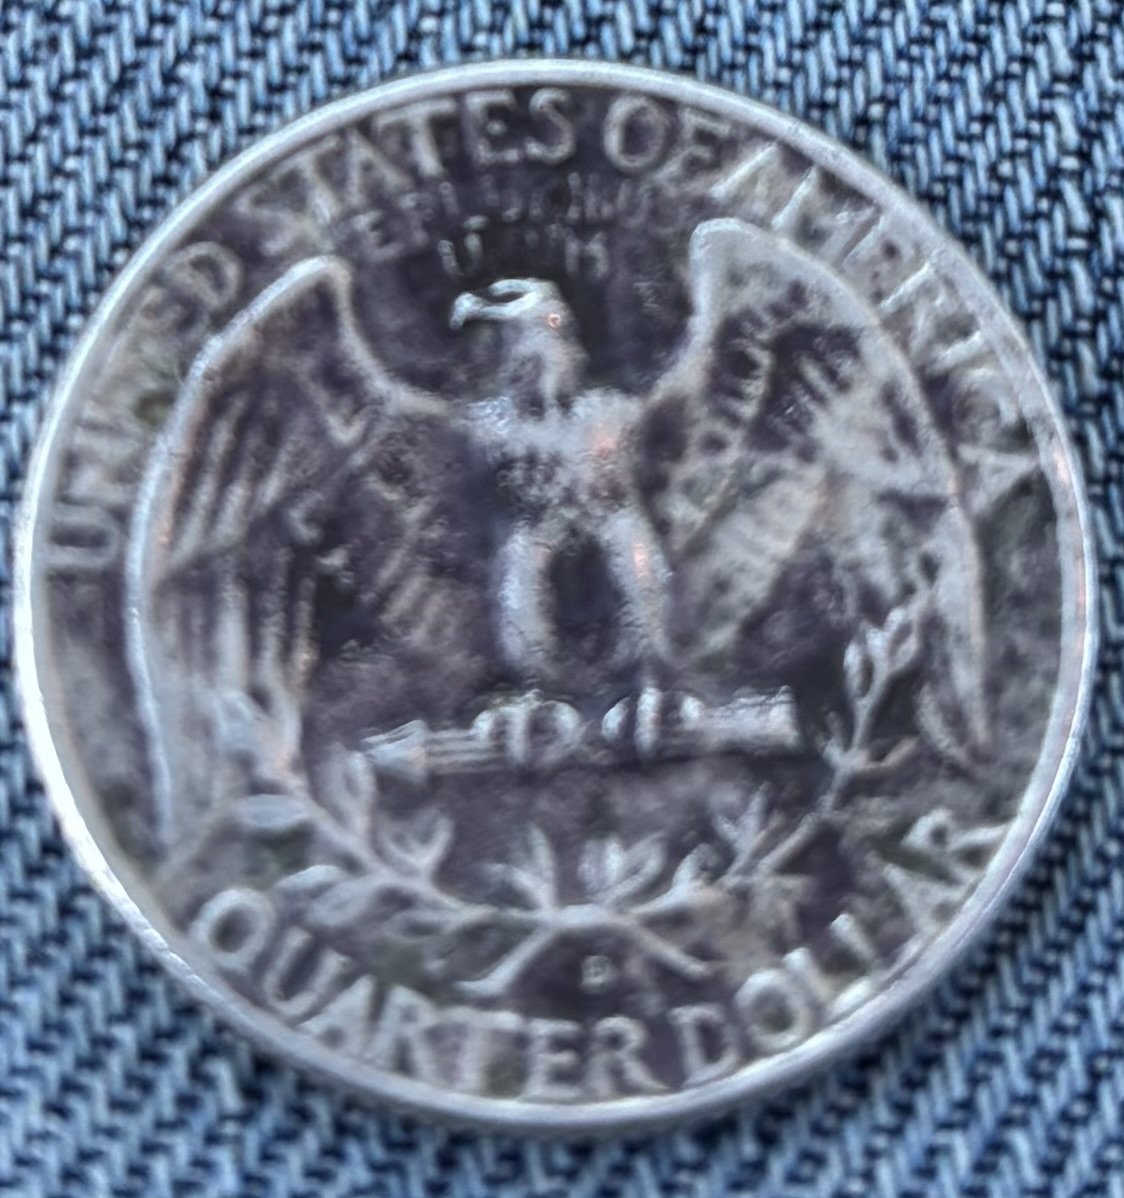 UNITED STATES OF AMERICA
D
QUARTER DOLLAR